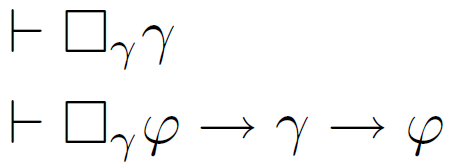 ⊢ □_γ γ
⊢ □_γ φ → γ → φ